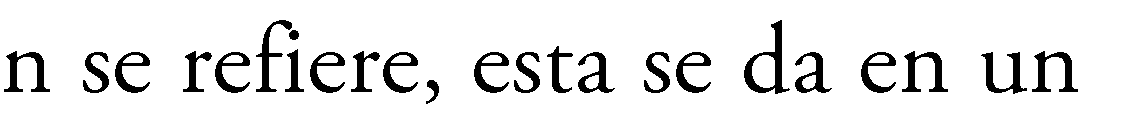 n se refiere, esta se da en un